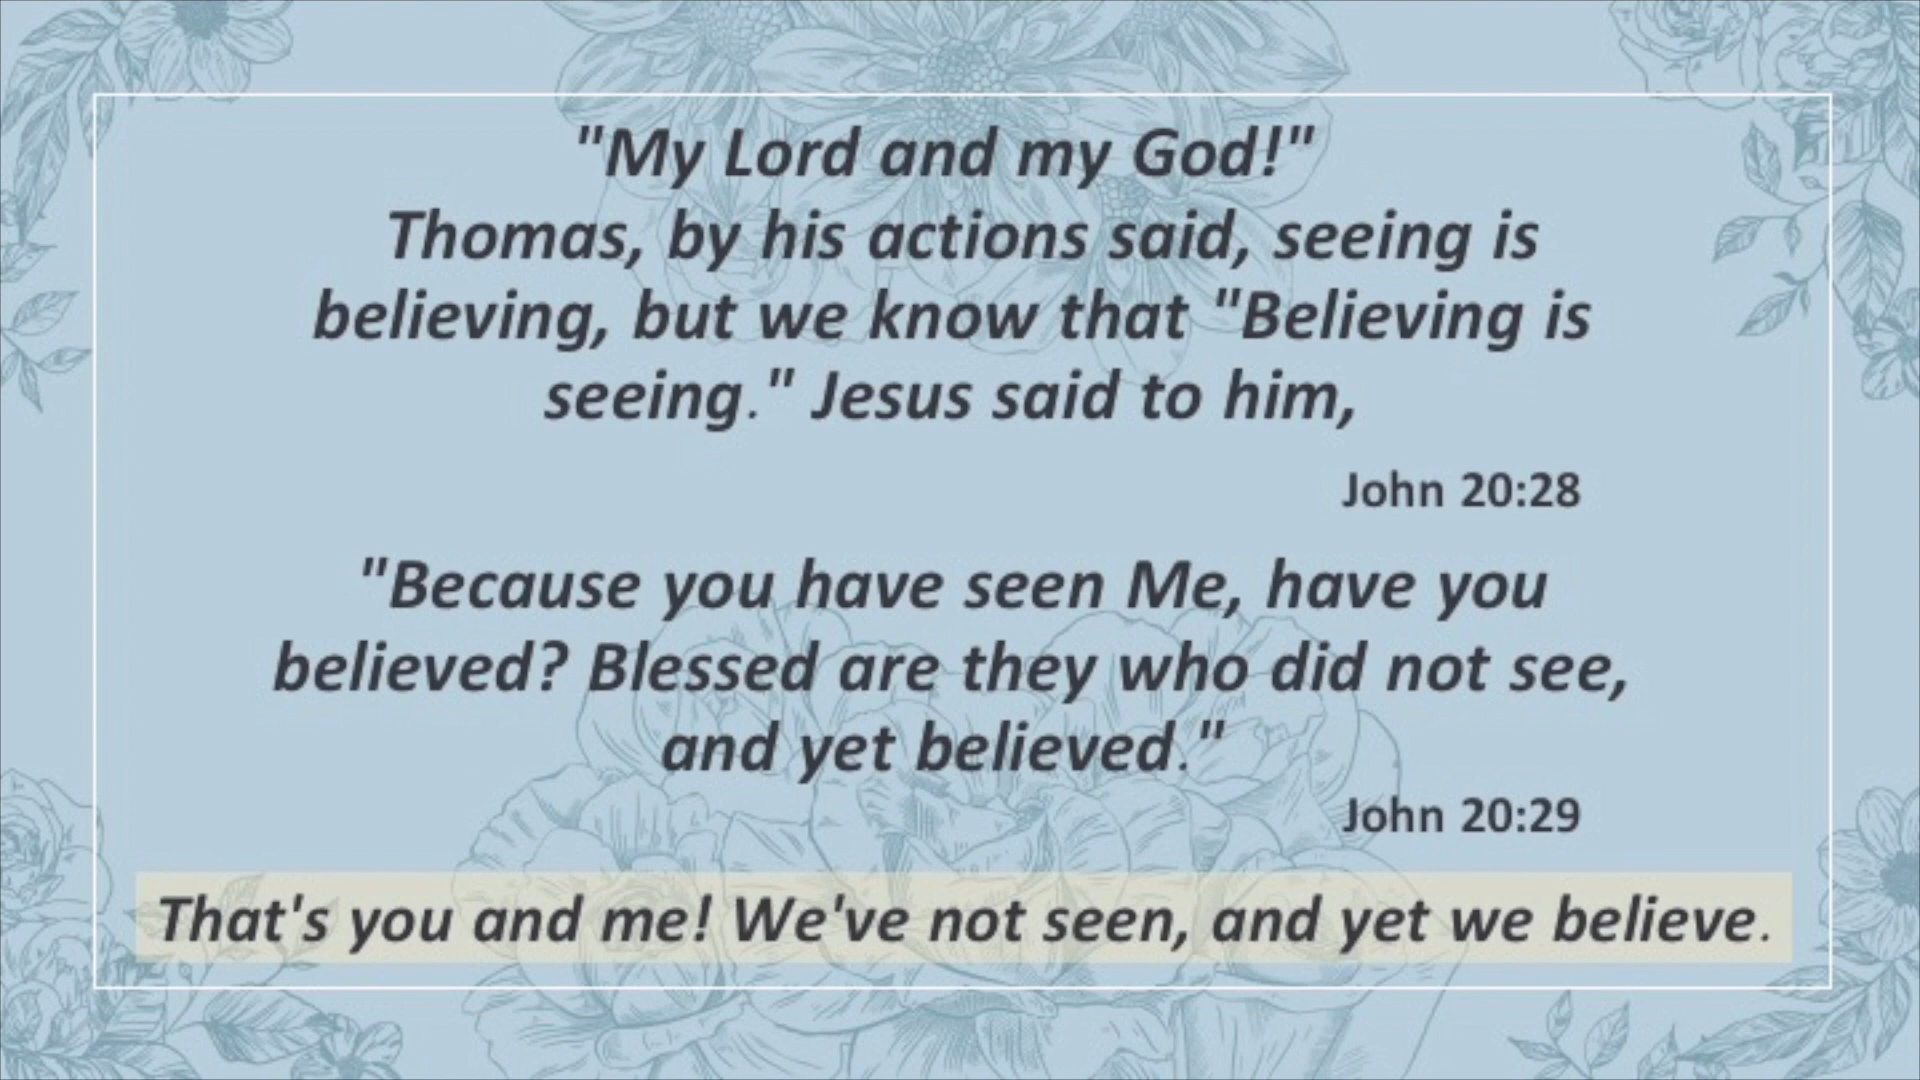 "My Lord and my God!"
Thomas, by his actions said, seeing is
believing, but we know that "Believing is
seeing." Jesus said to him,
John 20:28
"Because you have seen Me, have you
believed? Blessed are they who did not see,
and yet believed."
John 20:29
That's you and me! We've not seen, and yet we believe.